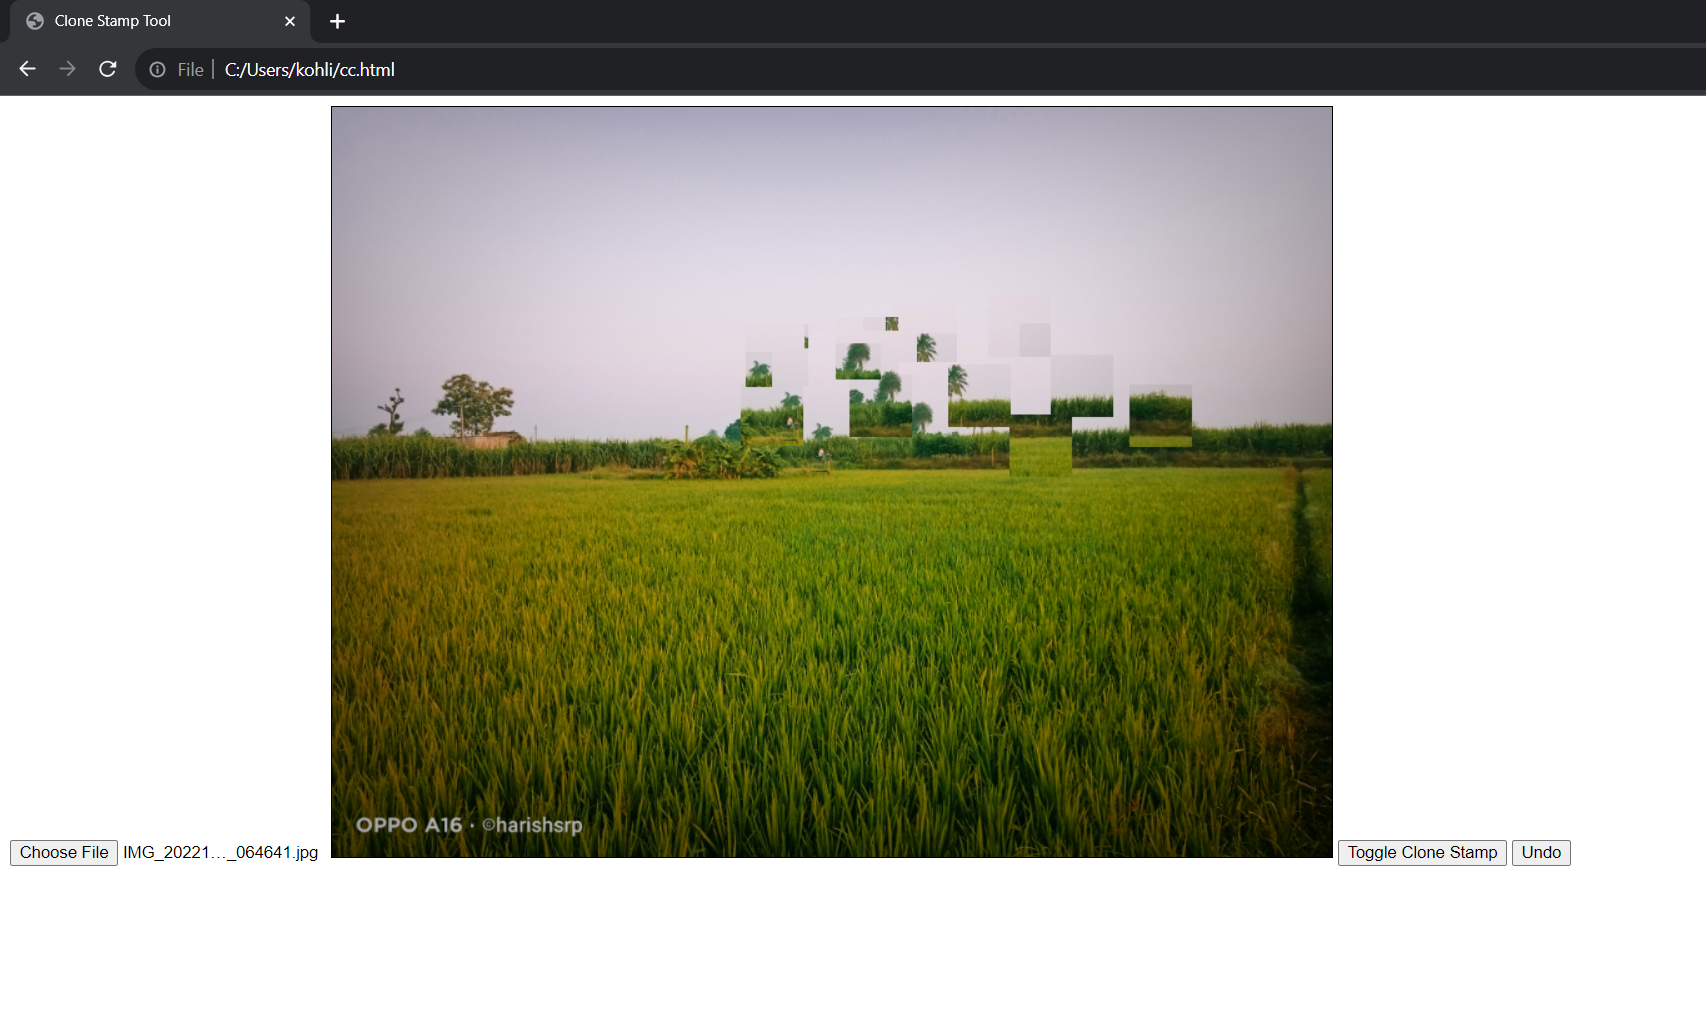 Clone Stamp Tool
File
C:/Users/kohli/cc.html
OPPO A16 · ©harishsrp
Choose File IMG_20221…_064641.jpg
Toggle Clone Stamp
Undo